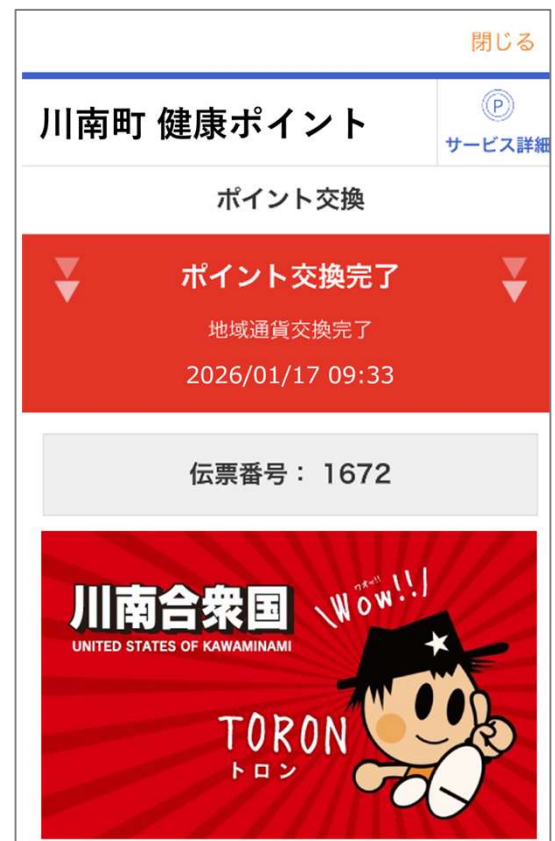 閉じる
川南町 健康ポイント
P
サービス詳細
ポイント交換
ポイント交換完了
地域通貨交換完了
2026/01/17 09:33
伝票番号： 1672
川南合衆国
UNITED STATES OF KAWAMINAMI
ワオッ!!
\Wow!!/
TORON
トロン